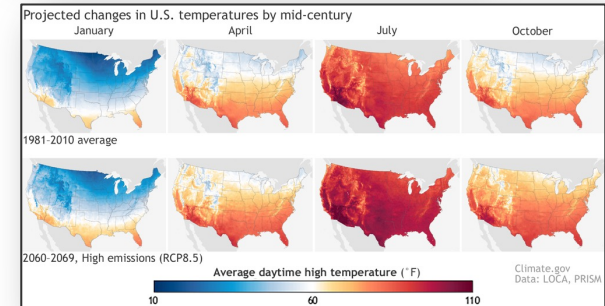 Projected changes in U.S. temperatures by mid-century
January April July October
1981-2010 average
2060-2069, High emissions (RCP8.5)
Average daytime high temperature (°F)
10 60 110
Climate.gov
Data: LOCA, PRISM